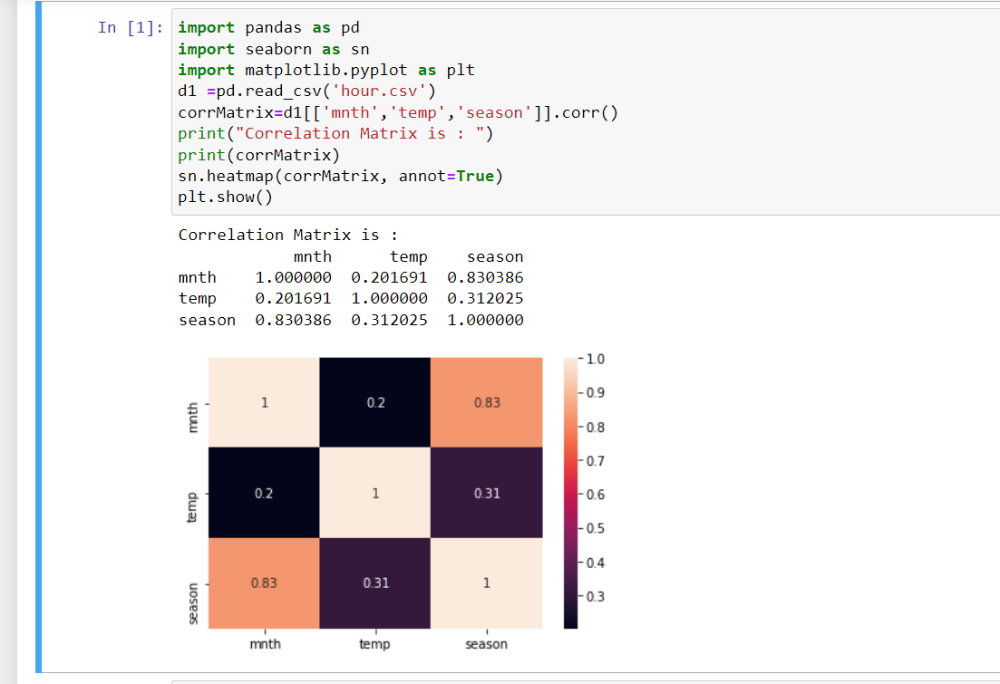 In [1]:
import pandas as pd
import seaborn as sn
import matplotlib.pyplot as plt
d1 =pd.read_csv('hour.csv')
corrMatrix=d1[['mnth','temp','season']].corr()
print("Correlation Matrix is : ")
print(corrMatrix)
sn.heatmap(corrMatrix, annot=True)
plt.show()
Correlation Matrix is :
mnth temp season
mnth 1.000000 0.201691 0.830386
temp 0.201691 1.000000 0.312025
season 0.830386 0.312025 1.000000
mnth 1 0.2 0.83
temp 0.2 1 0.31
season 0.83 0.31 1
mnth temp season
1.0
0.9
0.8
0.7
0.6
0.5
0.4
0.3